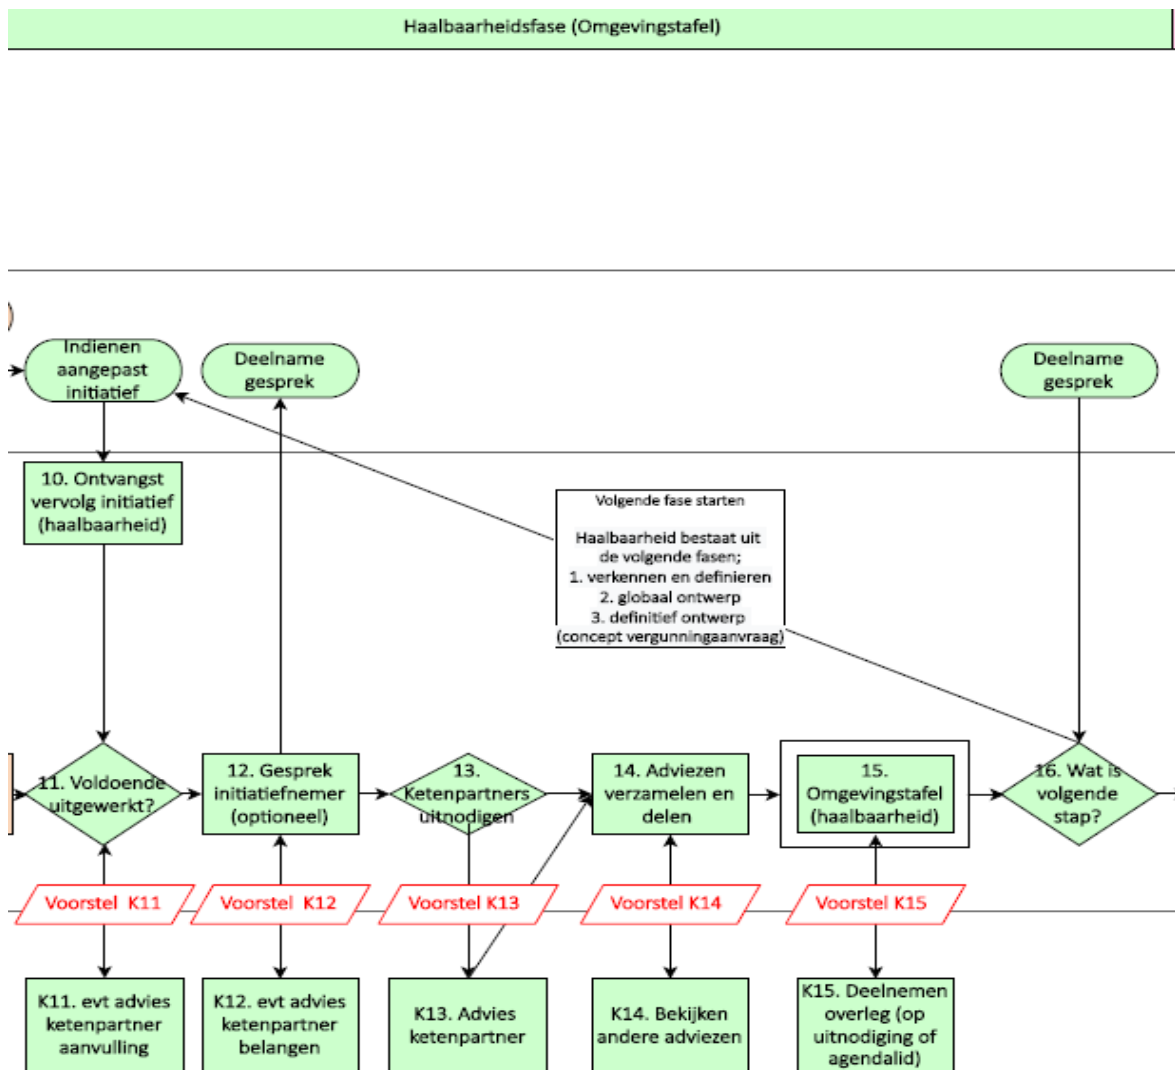 Haalbaarheidsfase (Omgevingstafel)
Indienen
aangepast
initiatief
Deelname
gesprek
Deelname
gesprek
10. Ontvangst
vervolg initiatief
(haalbaarheid)
Volgende fase starten
Haalbaarheid bestaat uit
de volgende fasen;
1. verkennen en definieren
2. globaal ontwerp
3. definitief ontwerp
(concept vergunningaanvraag)
11. Voldoende
uitgewerkt?
12. Gesprek
initiatiefnemer
(optioneel)
13.
Ketenpartners
uitnodigen
14. Adviezen
verzamelen en
delen
15.
Omgevingstafel
(haalbaarheid)
16. Wat is
volgende
stap?
Voorstel K11
Voorstel K12
Voorstel K13
Voorstel K14
Voorstel K15
K11. evt advies
ketenpartner
aanvulling
K12. evt advies
ketenpartner
belangen
K13. Advies
ketenpartner
K14. Bekijken
andere adviezen
K15. Deelnemen
overleg (op
uitnodiging of
agendalid)